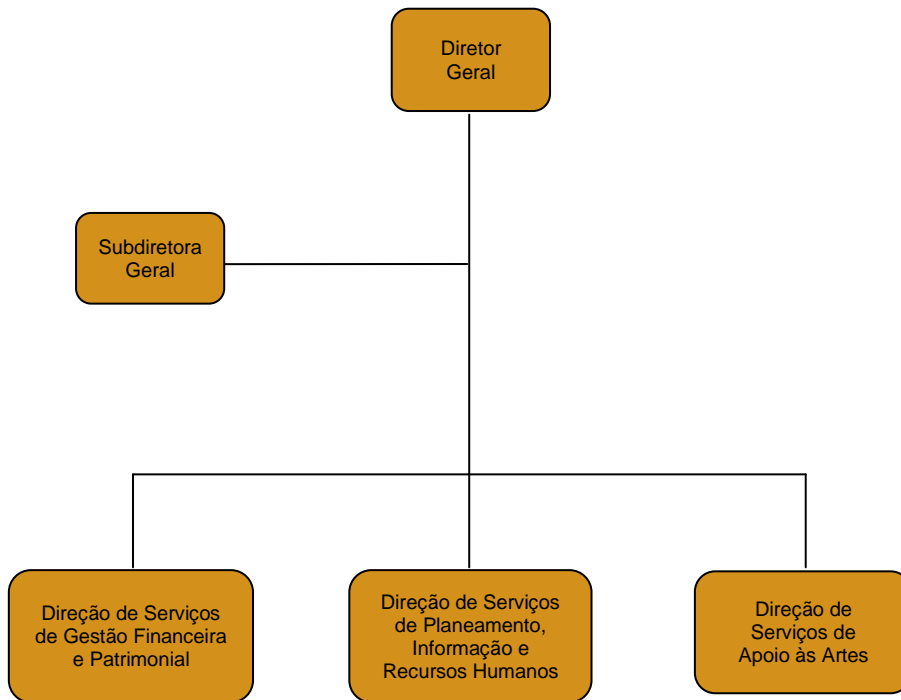 Diretor
Geral
Subdiretora
Geral
Direção de Serviços
de Gestão Financeira
e Patrimonial
Direção de Serviços
de Planeamento,
Informação e
Recursos Humanos
Direção de
Serviços de
Apoio às Artes